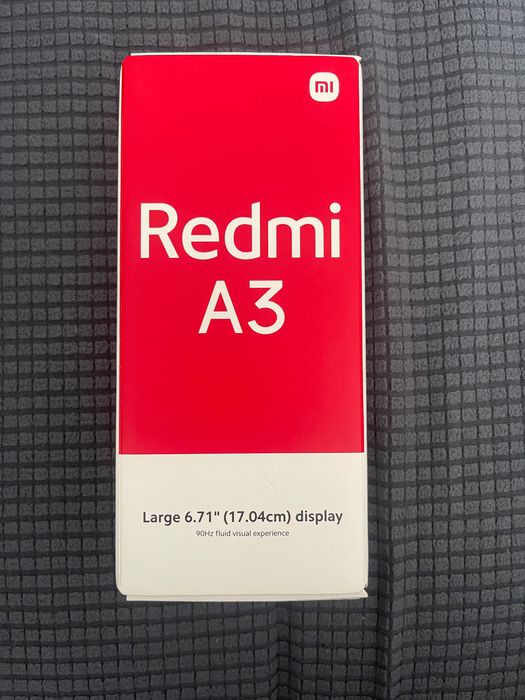 mi
Redmi
A3
Large 6.71" (17.04cm) display
90Hz fluid visual experience